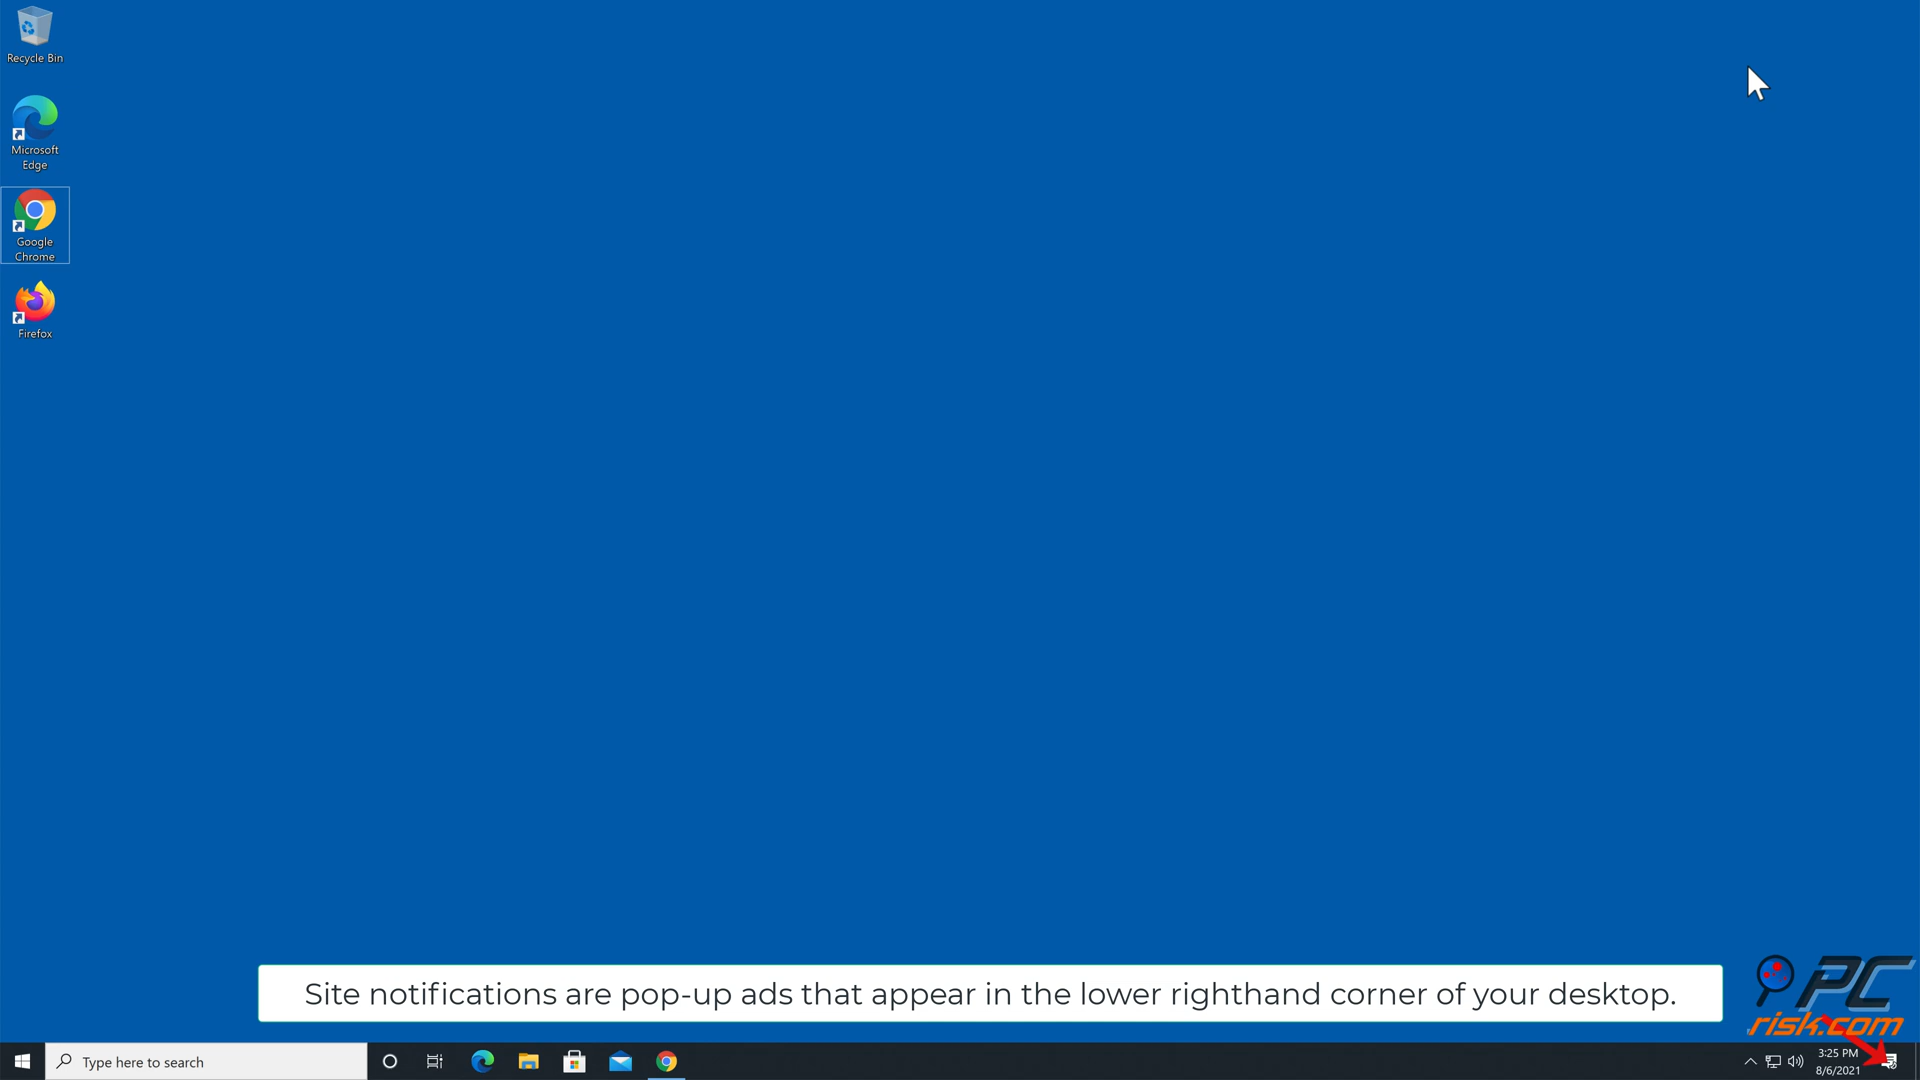 Recycle Bin
Microsoft
Edge
Google
Chrome
Firefox
Site notifications are pop-up ads that appear in the lower righthand corner of your desktop.
PC
risk.com
Type here to search
3:25 PM
8/6/2021